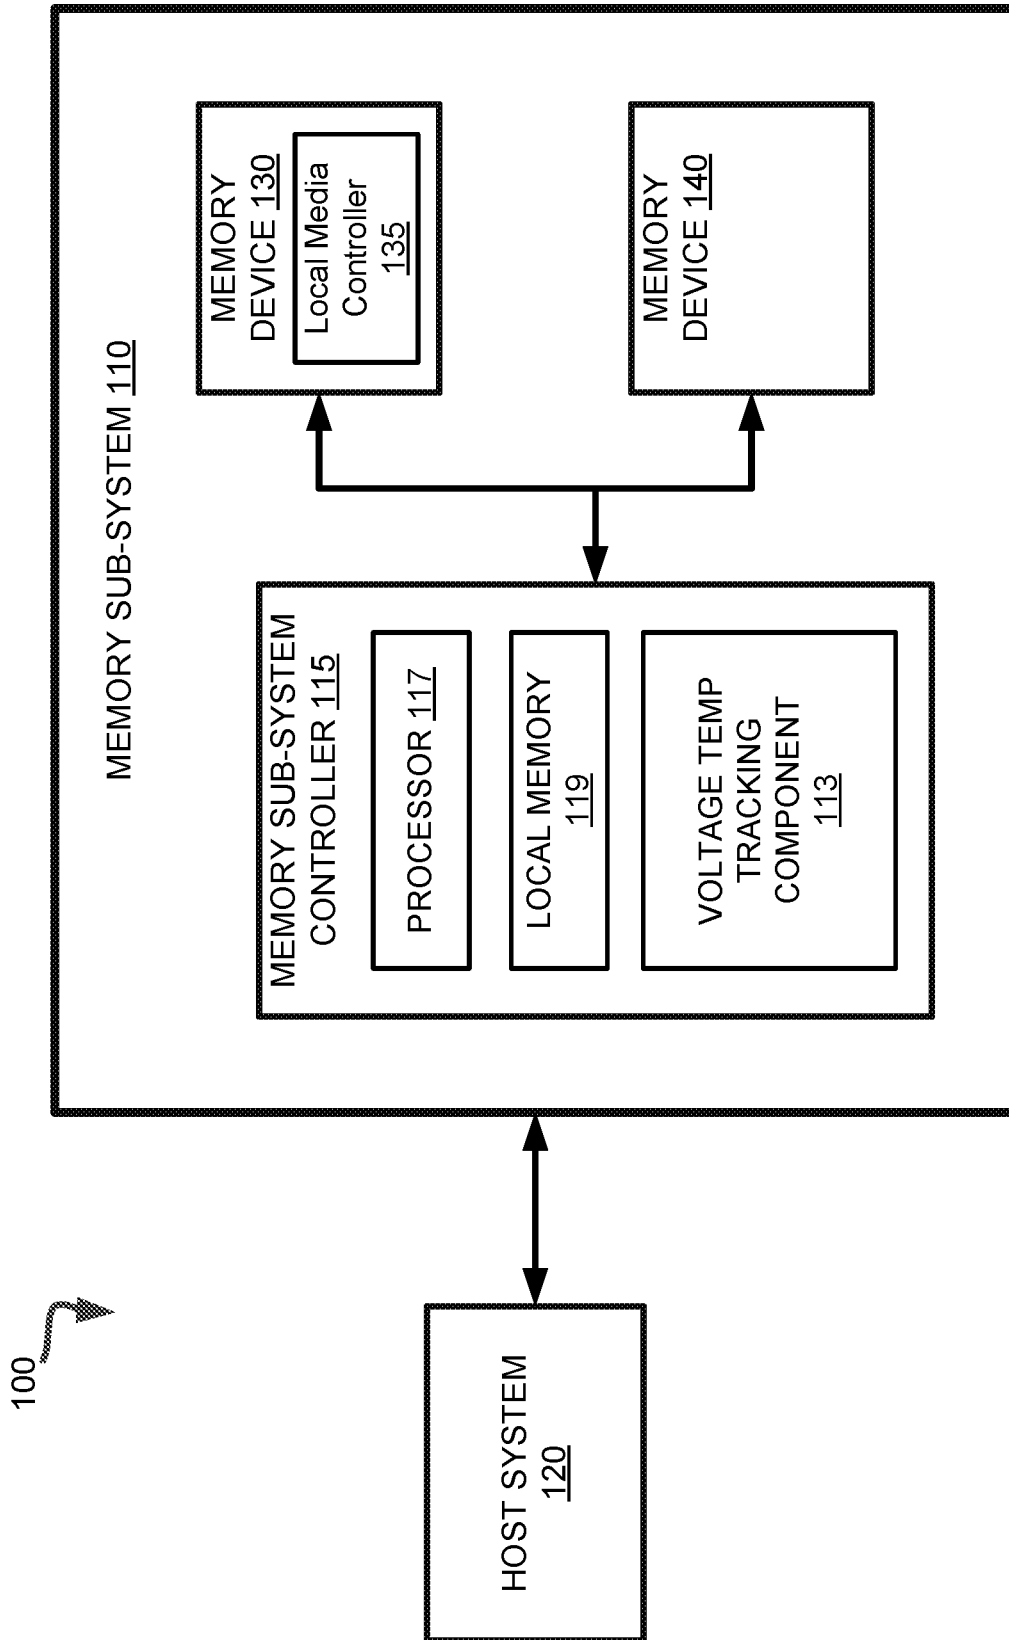 100
HOST SYSTEM
120
MEMORY SUB-SYSTEM 110
MEMORY SUB-SYSTEM
CONTROLLER 115
PROCESSOR 117
LOCAL MEMORY
119
VOLTAGE TEMP
TRACKING
COMPONENT
113
MEMORY
DEVICE 130
Local Media
Controller
135
MEMORY
DEVICE 140